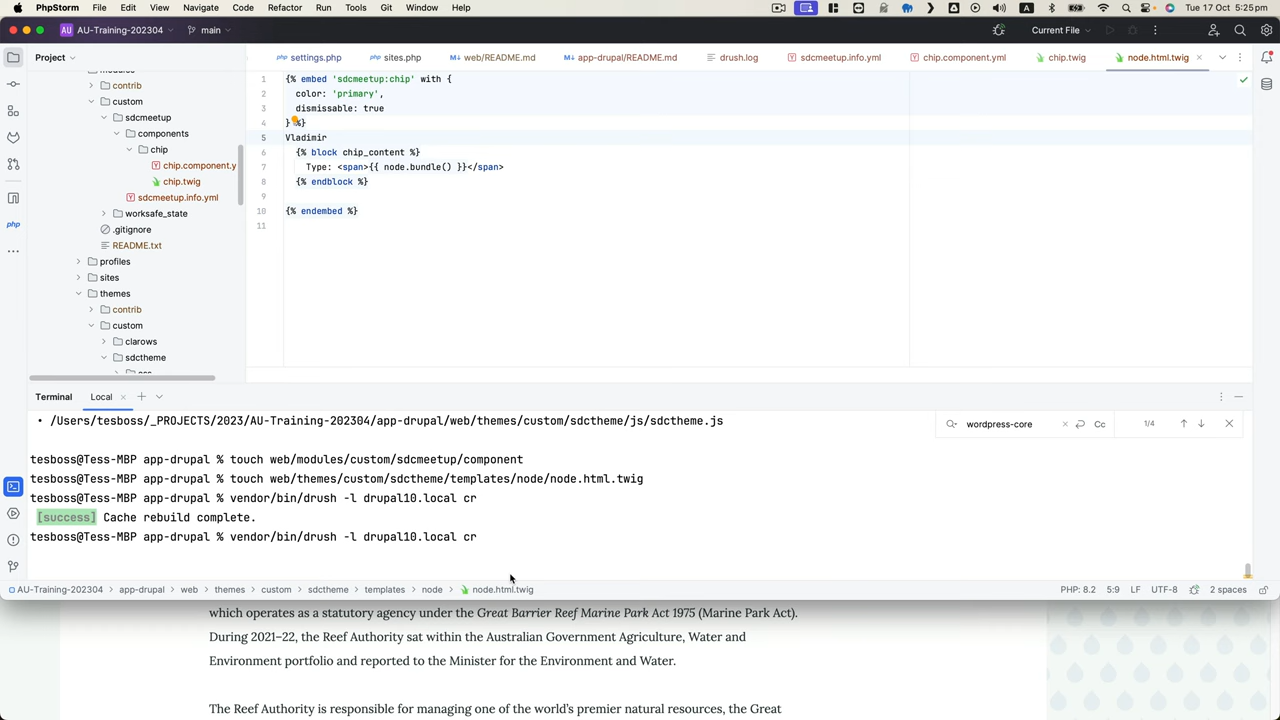 PhpStorm File Edit View Navigate Code Refactor Run Tools Git Window Help
Tue 17 Oct 5:25 pm
AU AU-Training-202304 main
Current File
Project
settings.php sites.php web/README.md app-drupal/README.md drush.log sdcmeetup.info.yml chip.component.yml chip.twig node.html.twig
contrib
custom
sdcmeetup
components
chip
chip.component.y
chip.twig
sdcmeetup.info.yml
worksafe_state
.gitignore
README.txt
profiles
sites
themes
contrib
custom
clarows
sdctheme
1 {% embed 'sdcmeetup:chip' with {
2 color: 'primary',
3 dismissable: true
4 } %}
5 Vladimir
6 {% block chip_content %}
7 Type: <span>{{ node.bundle() }}</span>
8 {% endblock %}
9
10 {% endembed %}
11
Terminal Local
• /Users/tesboss/_PROJECTS/2023/AU-Training-202304/app-drupal/web/themes/custom/sdctheme/js/sdctheme.js
wordpress-core Cc 1/4
tesboss@Tess-MBP app-drupal % touch web/modules/custom/sdcmeetup/component
tesboss@Tess-MBP app-drupal % touch web/themes/custom/sdctheme/templates/node/node.html.twig
tesboss@Tess-MBP app-drupal % vendor/bin/drush -l drupal10.local cr
[success] Cache rebuild complete.
tesboss@Tess-MBP app-drupal % vendor/bin/drush -l drupal10.local cr
AU-Training-202304 app-drupal web themes custom sdctheme templates node node.html.twig
PHP: 8.2 5:9 LF UTF-8 2 spaces
which operates as a statutory agency under the Great Barrier Reef Marine Park Act 1975 (Marine Park Act).
During 2021–22, the Reef Authority sat within the Australian Government Agriculture, Water and
Environment portfolio and reported to the Minister for the Environment and Water.
The Reef Authority is responsible for managing one of the world's premier natural resources, the Great